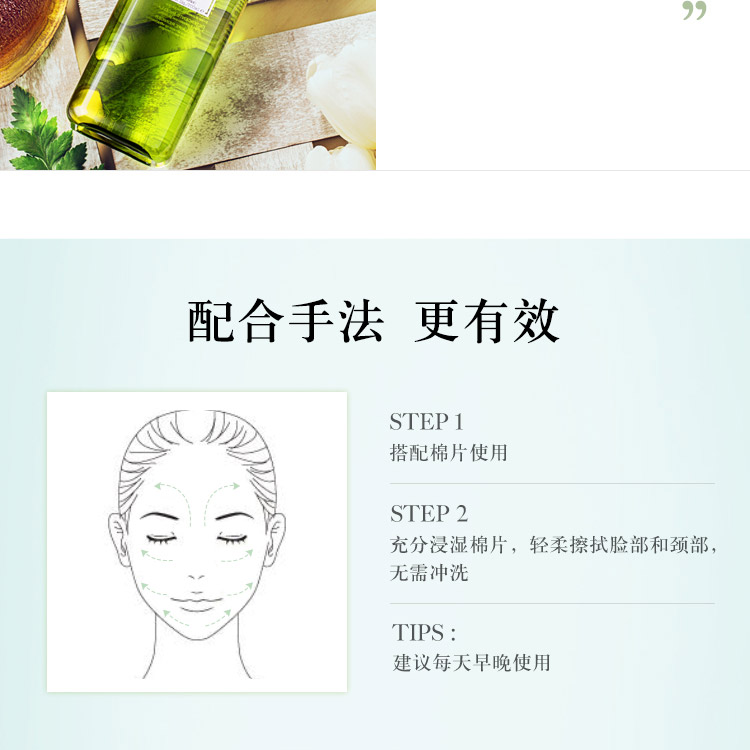 ”
配合手法 更有效
STEP 1
搭配棉片使用
STEP 2
充分浸湿棉片，轻柔擦拭脸部和颈部，
无需冲洗
TIPS :
建议每天早晚使用